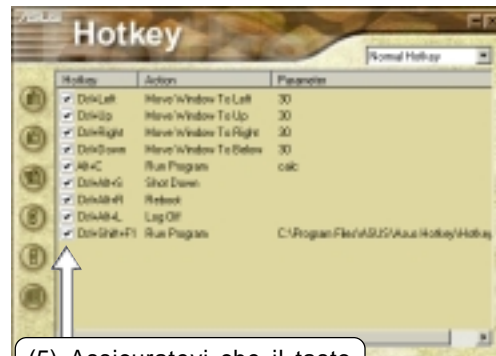 ASUS
Hotkey
Normal Hotkey
Hotkey Action Parameter
Ctrl+Left Move Window To Left 30
Ctrl+Up Move Window To Up 30
Ctrl+Right Move Window To Right 30
Ctrl+Down Move Window To Below 30
Alt+C Run Program calc
Ctrl+Alt+S Shut Down
Ctrl+Alt+R Reboot
Ctrl+Alt+L Log Off
Ctrl+Shift+F1 Run Program C:\Program Files\ASUS\Asus Hotkey\Hotkey
(5) Assicuratevi che il tasto